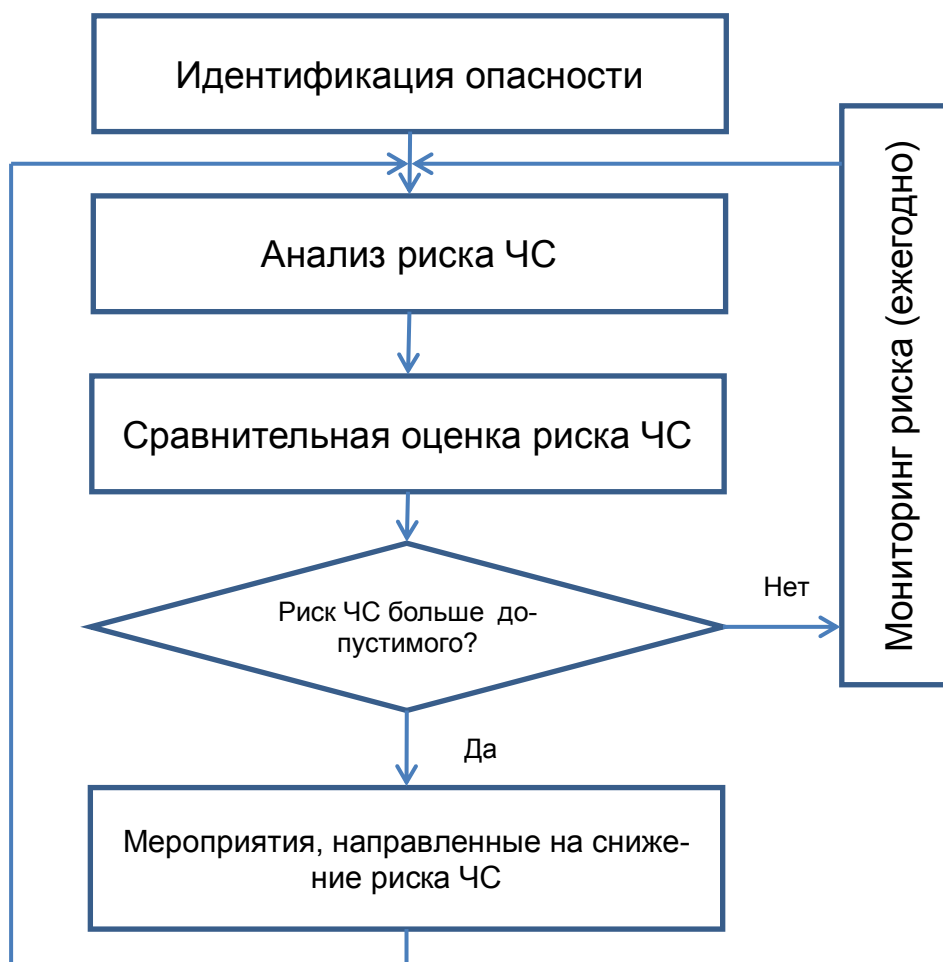 Идентификация опасности
Анализ риска ЧС
Сравнительная оценка риска ЧС
Риск ЧС больше до-
пустимого?
Нет
Мониторинг риска (ежегодно)
Да
Мероприятия, направленные на сниже-
ние риска ЧС